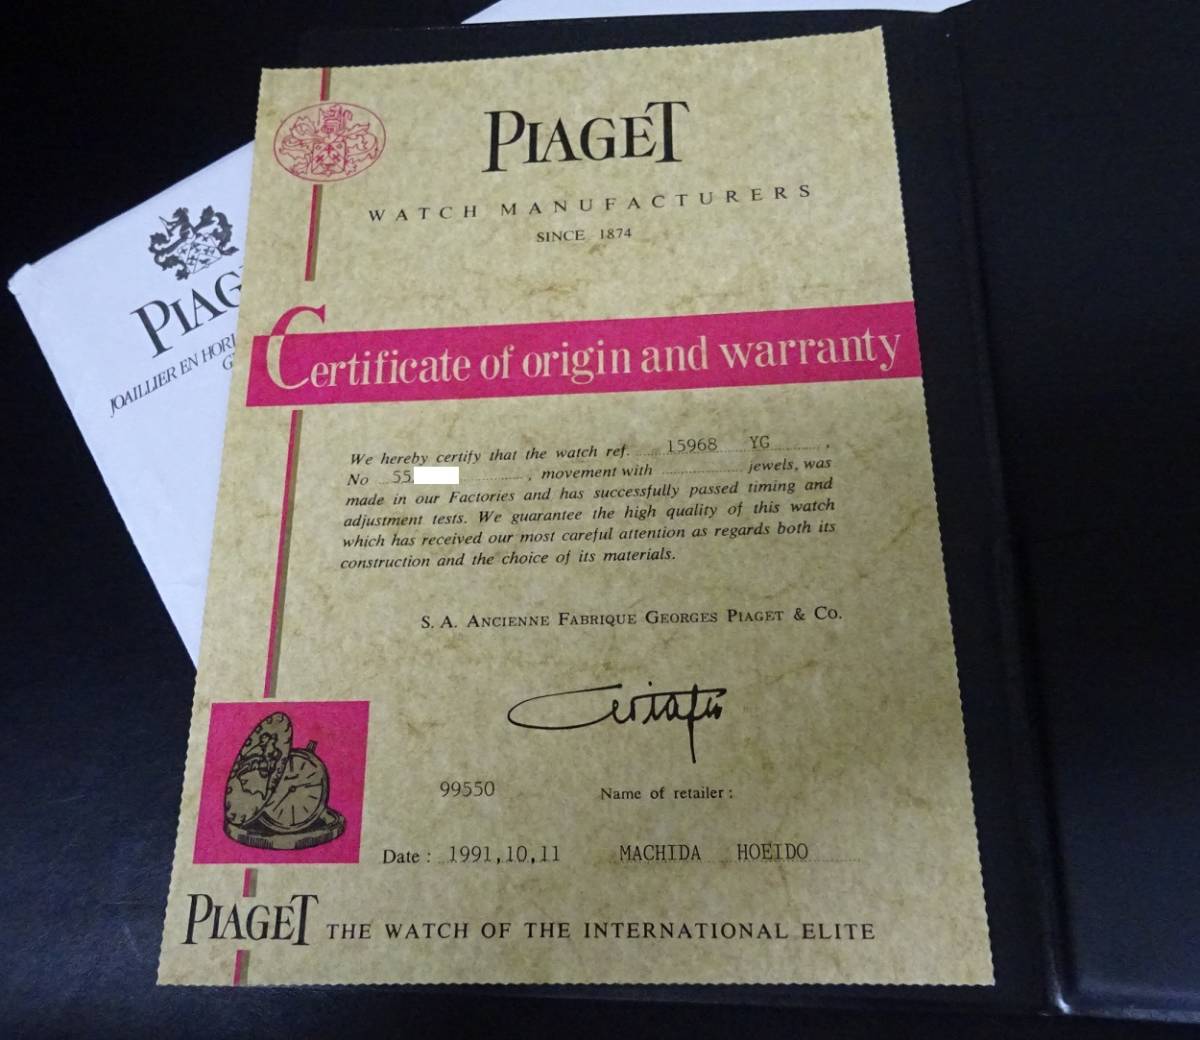 PIAGET
WATCH MANUFACTURERS
SINCE 1874
PIAG
JOAILLIER EN HORL
Certificate of origin and warranty
We hereby certify that the watch ref. 15968 YG ,
No 55 , movement with jewels, was
made in our Factories and has successfully passed timing and
adjustment tests. We guarantee the high quality of this watch
which has received our most careful attention as regards both its
construction and the choice of its materials.
S. A. ANCIENNE FABRIQUE GEORGES PIAGET & CO.
99550
Name of retailer :
Date : 1991,10,11 MACHIDA HOEIDO
PIAGET THE WATCH OF THE INTERNATIONAL ELITE